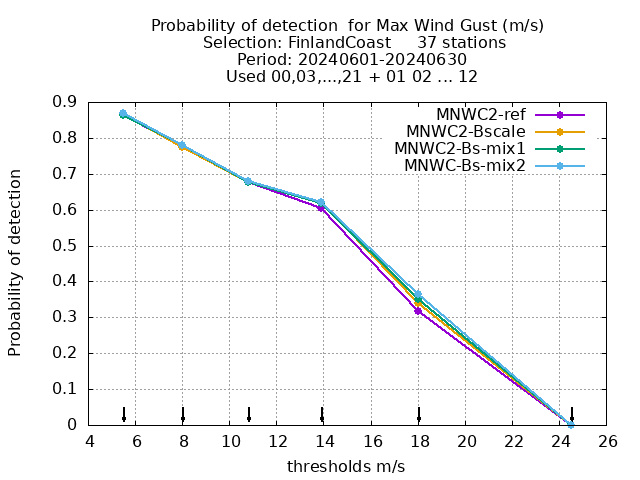 Probability of detection  for Max Wind Gust (m/s)
Selection: FinlandCoast     37 stations
Period: 20240601-20240630
Used 00,03,...,21 + 01 02 ... 12
MNWC2-ref
MNWC2-Bscale
MNWC2-Bs-mix1
MNWC-Bs-mix2
Probability of detection
0.9
0.8
0.7
0.6
0.5
0.4
0.3
0.2
0.1
0
4 6 8 10 12 14 16 18 20 22 24 26
thresholds m/s